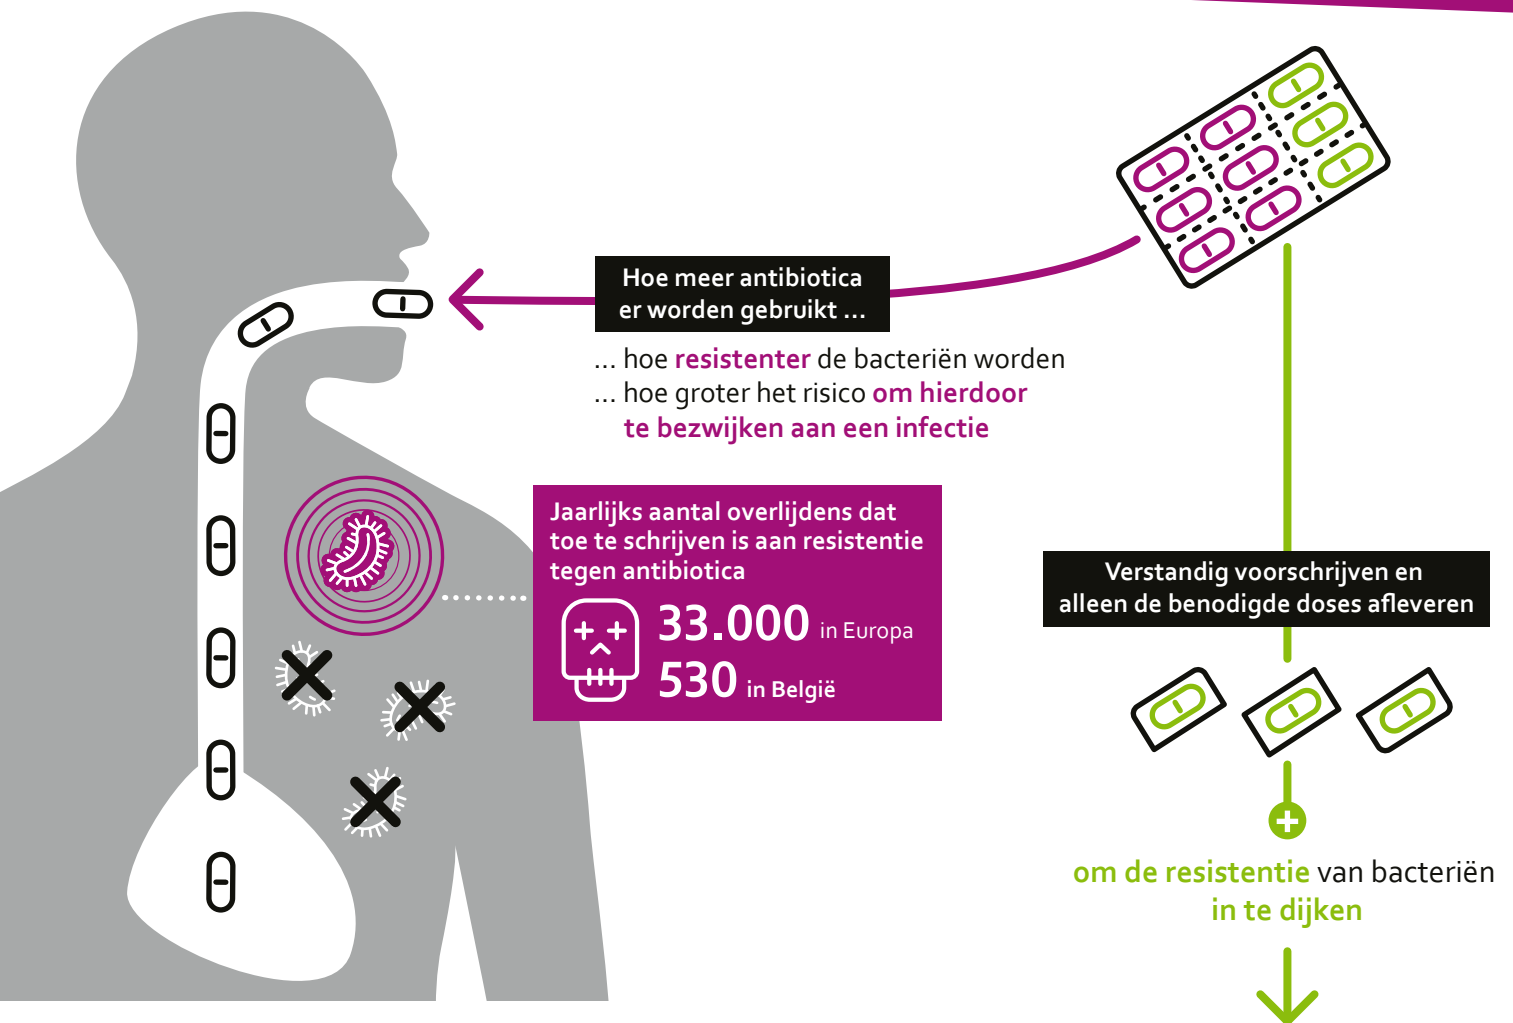 Hoe meer antibiotica
er worden gebruikt ...
... hoe resistenter de bacteriën worden
... hoe groter het risico om hierdoor
te bezwijken aan een infectie
Jaarlijks aantal overlijdens dat
toe te schrijven is aan resistentie
tegen antibiotica
33.000 in Europa
530 in België
Verstandig voorschrijven en
alleen de benodigde doses afleveren
om de resistentie van bacteriën
in te dijken